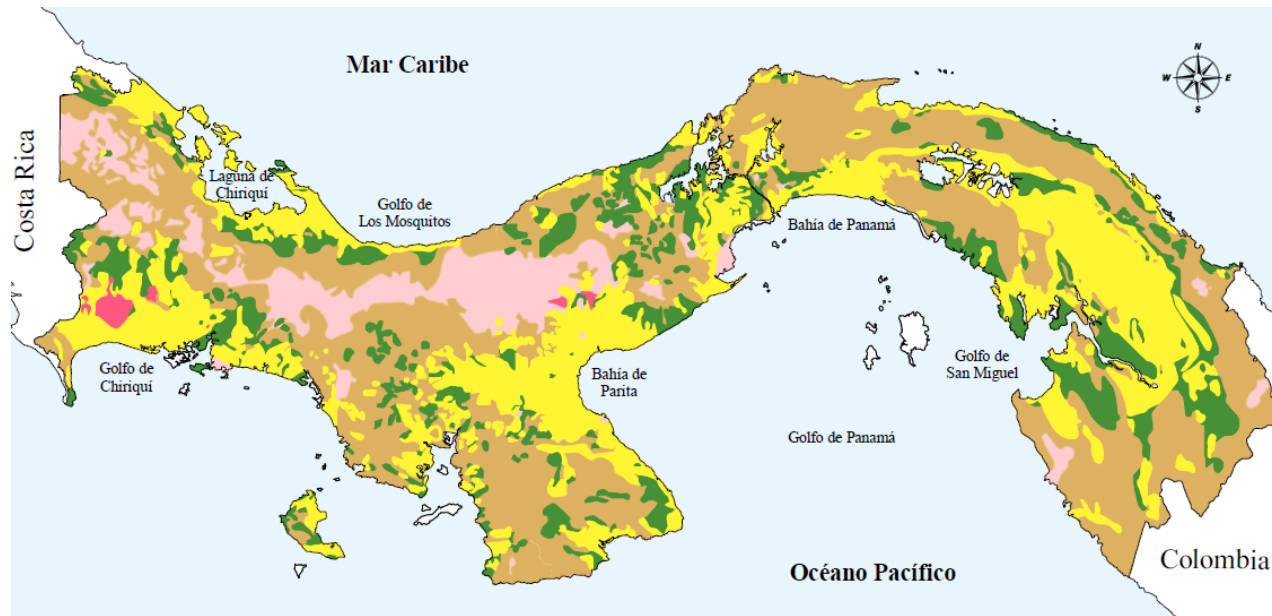 Mar Caribe
N
W
E
S
Costa Rica
Laguna de
Chiriquí
Golfo de
Los Mosquitos
Bahía de Panamá
Golfo de
Chiriquí
Bahía de
Parita
Golfo de
San Miguel
Golfo de Panamá
Océano Pacífico
Colombia